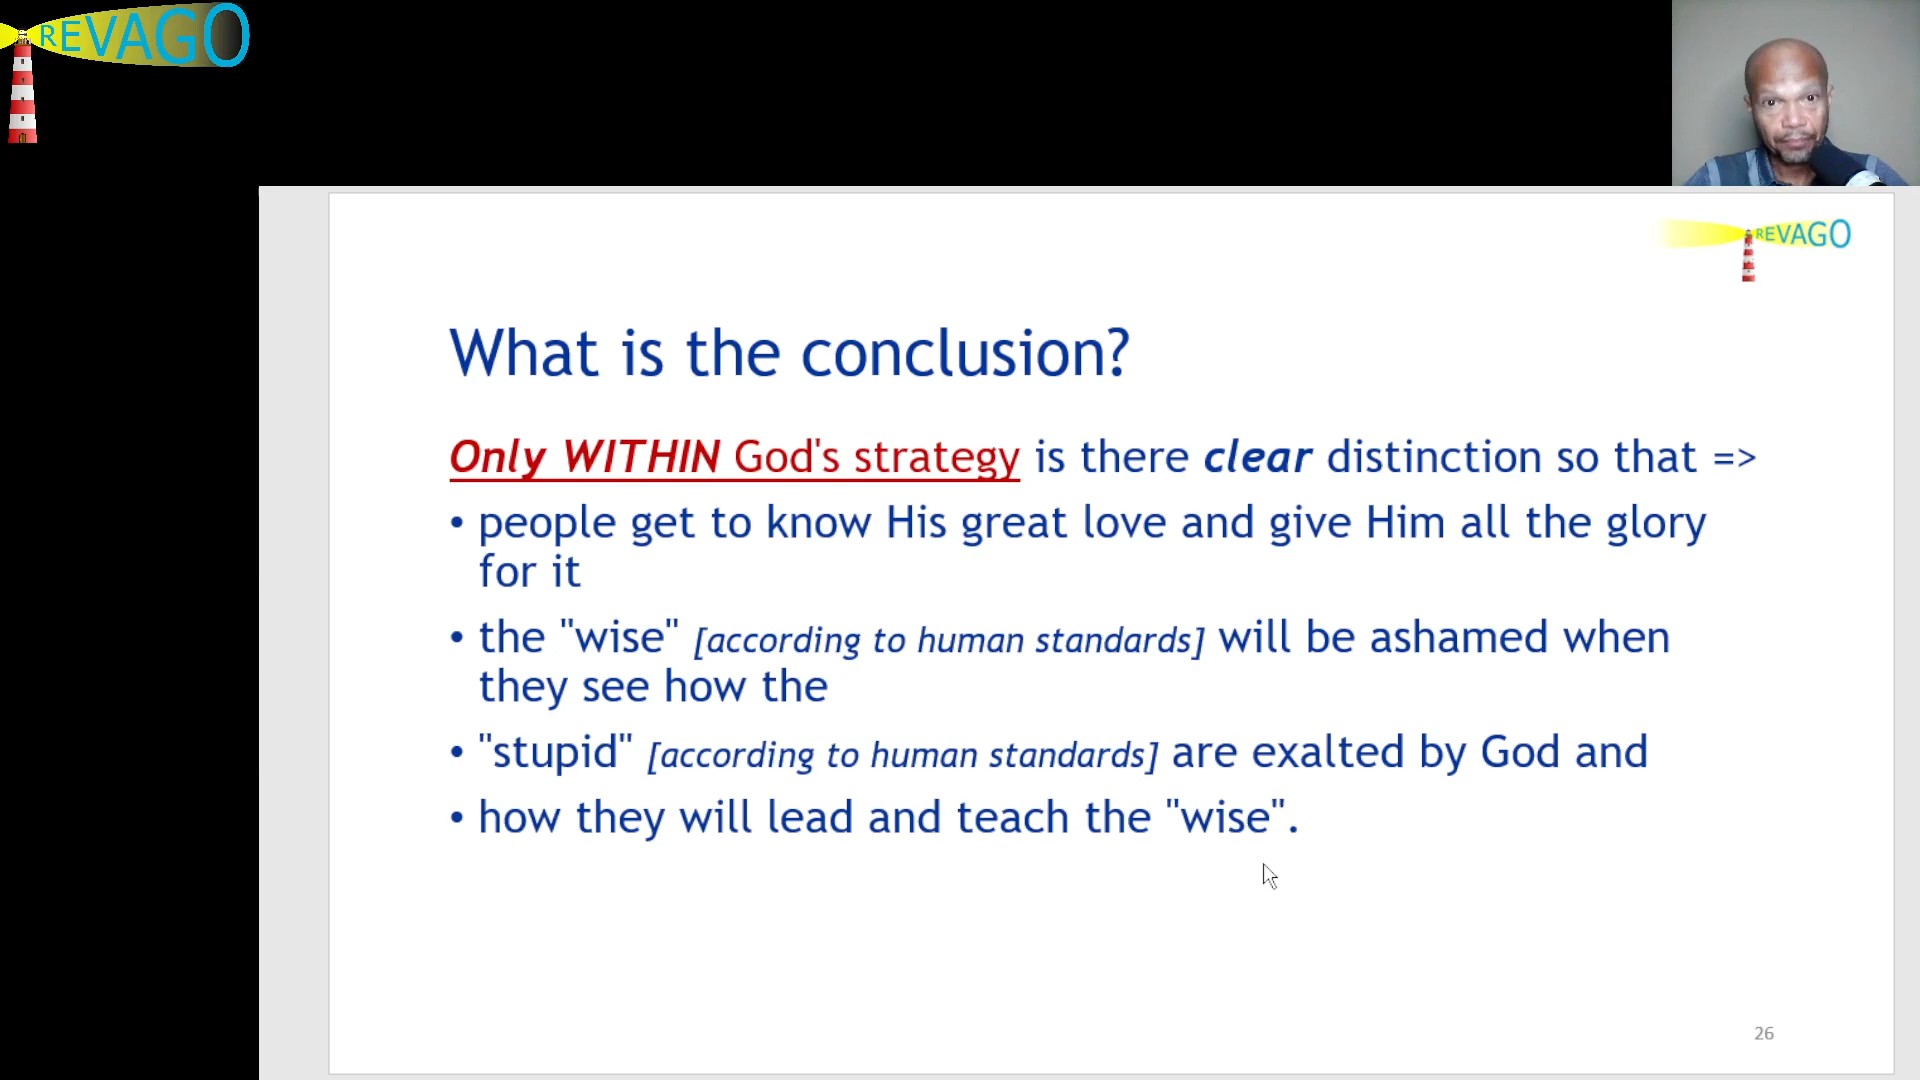 REVAGO
REVAGO
What is the conclusion?
Only WITHIN God's strategy is there clear distinction so that =>
• people get to know His great love and give Him all the glory
for it
• the "wise" [according to human standards] will be ashamed when
they see how the
• "stupid" [according to human standards] are exalted by God and
• how they will lead and teach the "wise".
26